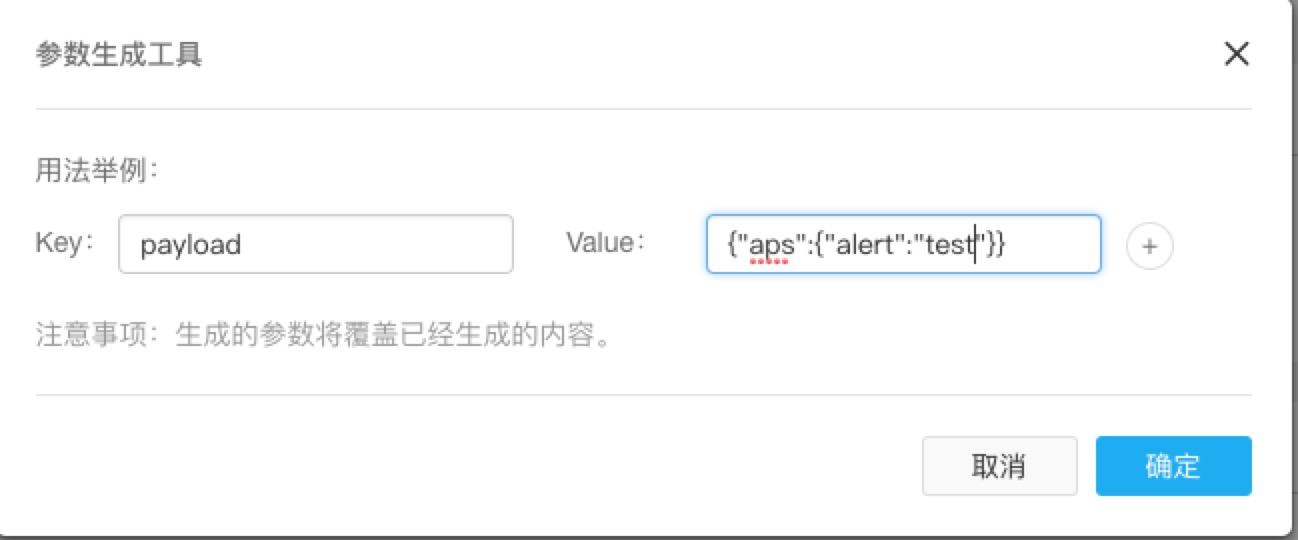 参数生成工具
用法举例：
Key： payload Value： {"aps":{"alert":"test"}} +
注意事项：生成的参数将覆盖已经生成的内容。
取消 确定